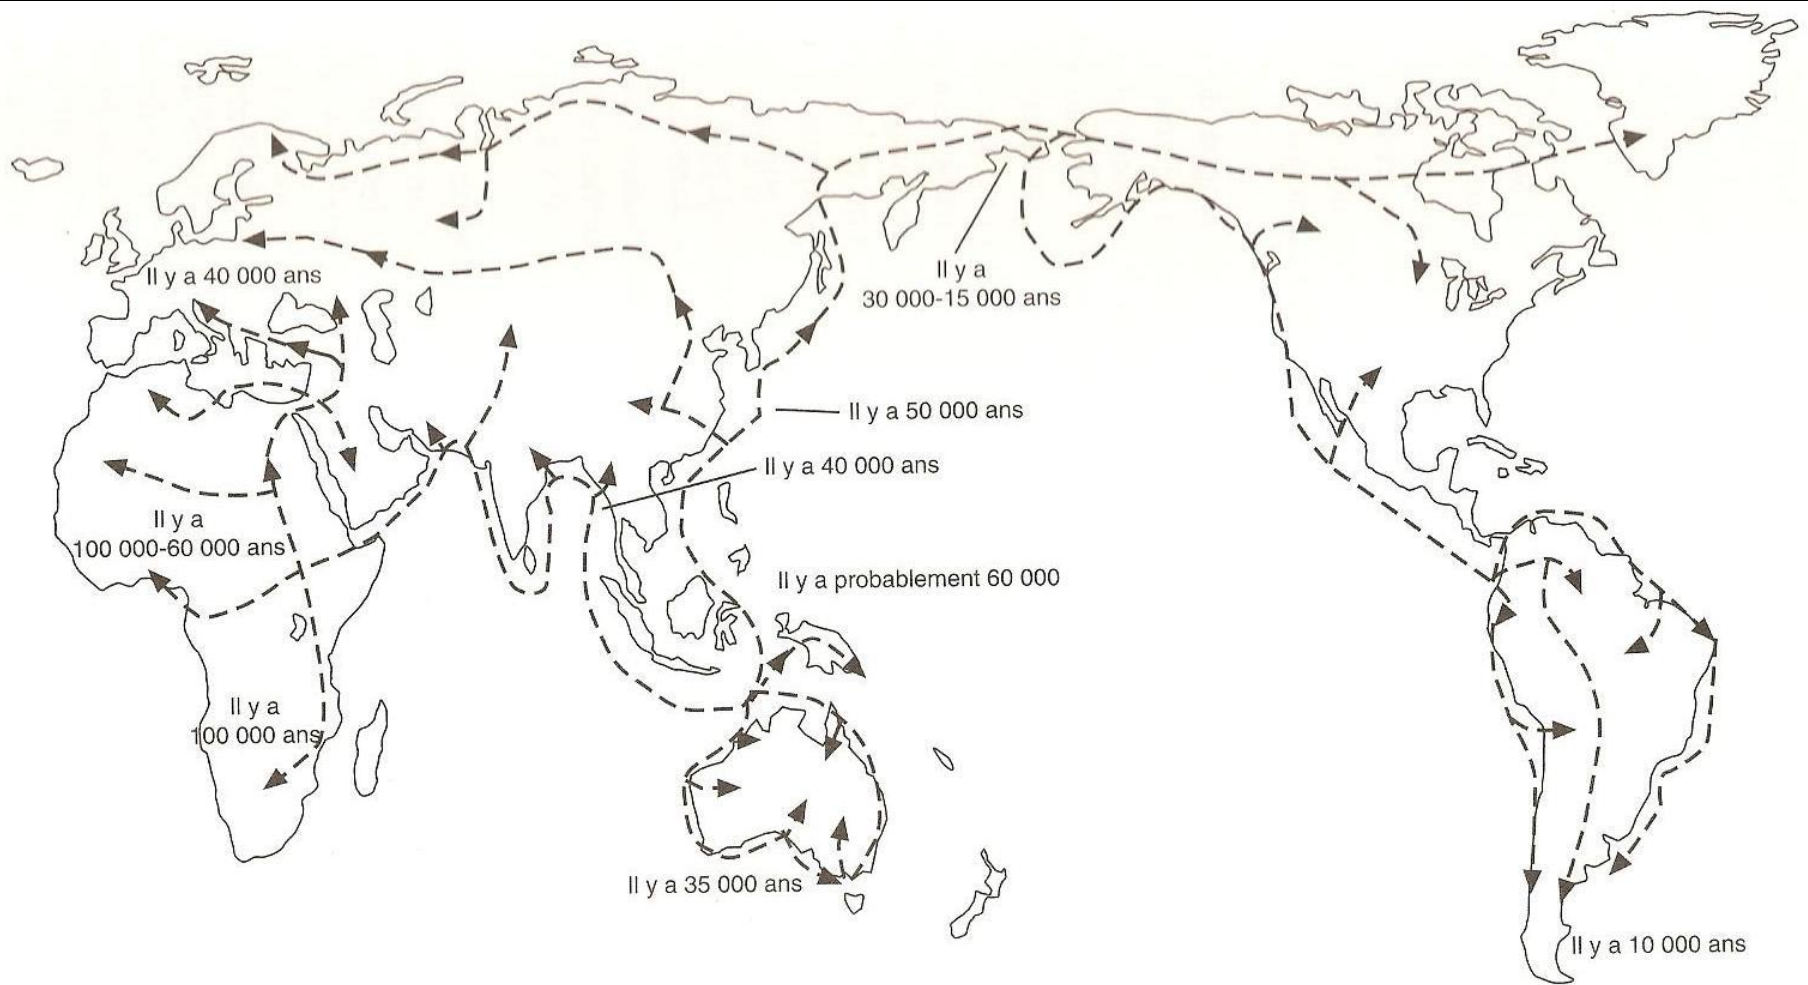 Il y a 40 000 ans
Il y a
30 000-15 000 ans
Il y a 50 000 ans
Il y a 40 000 ans
Il y a
100 000-60 000 ans
Il y a probablement 60 000
Il y a
100 000 ans
Il y a 35 000 ans
Il y a 10 000 ans